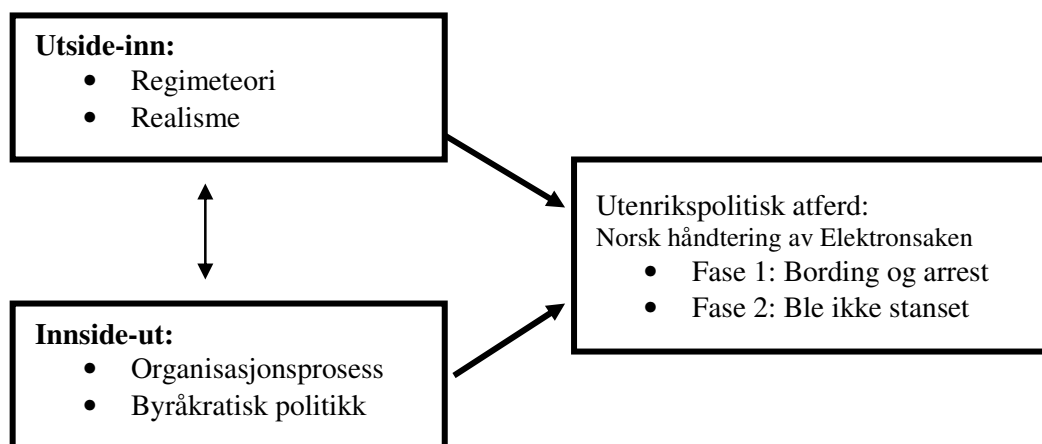 Utside-inn:
• Regimeteori
• Realisme
Utenrikspolitisk atferd:
Norsk håndtering av Elektronsaken
• Fase 1: Bording og arrest
• Fase 2: Ble ikke stanset
Innside-ut:
• Organisasjonsprosess
• Byråkratisk politikk